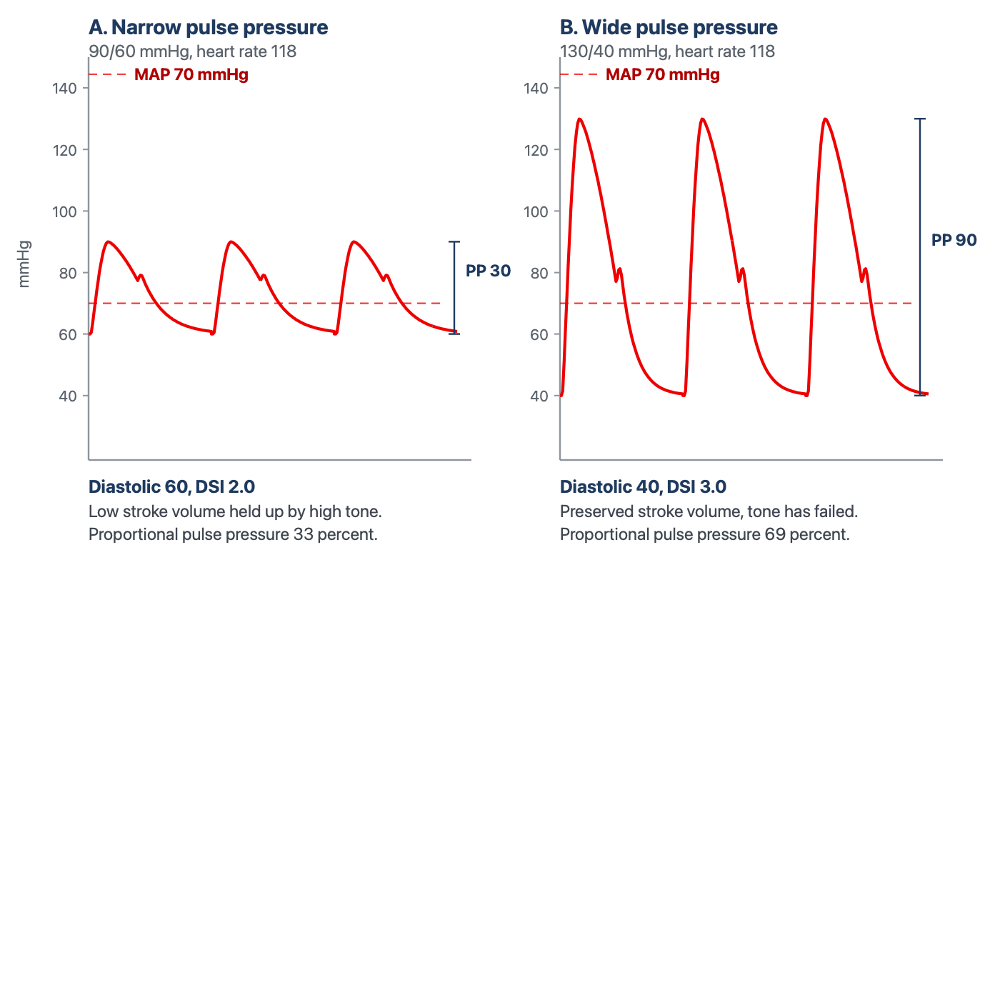 A. Narrow pulse pressure
90/60 mmHg, heart rate 118
MAP 70 mmHg
140
120
100
80
60
40
mmHg
PP 30
Diastolic 60, DSI 2.0
Low stroke volume held up by high tone.
Proportional pulse pressure 33 percent.
B. Wide pulse pressure
130/40 mmHg, heart rate 118
MAP 70 mmHg
140
120
100
80
60
40
PP 90
Diastolic 40, DSI 3.0
Preserved stroke volume, tone has failed.
Proportional pulse pressure 69 percent.